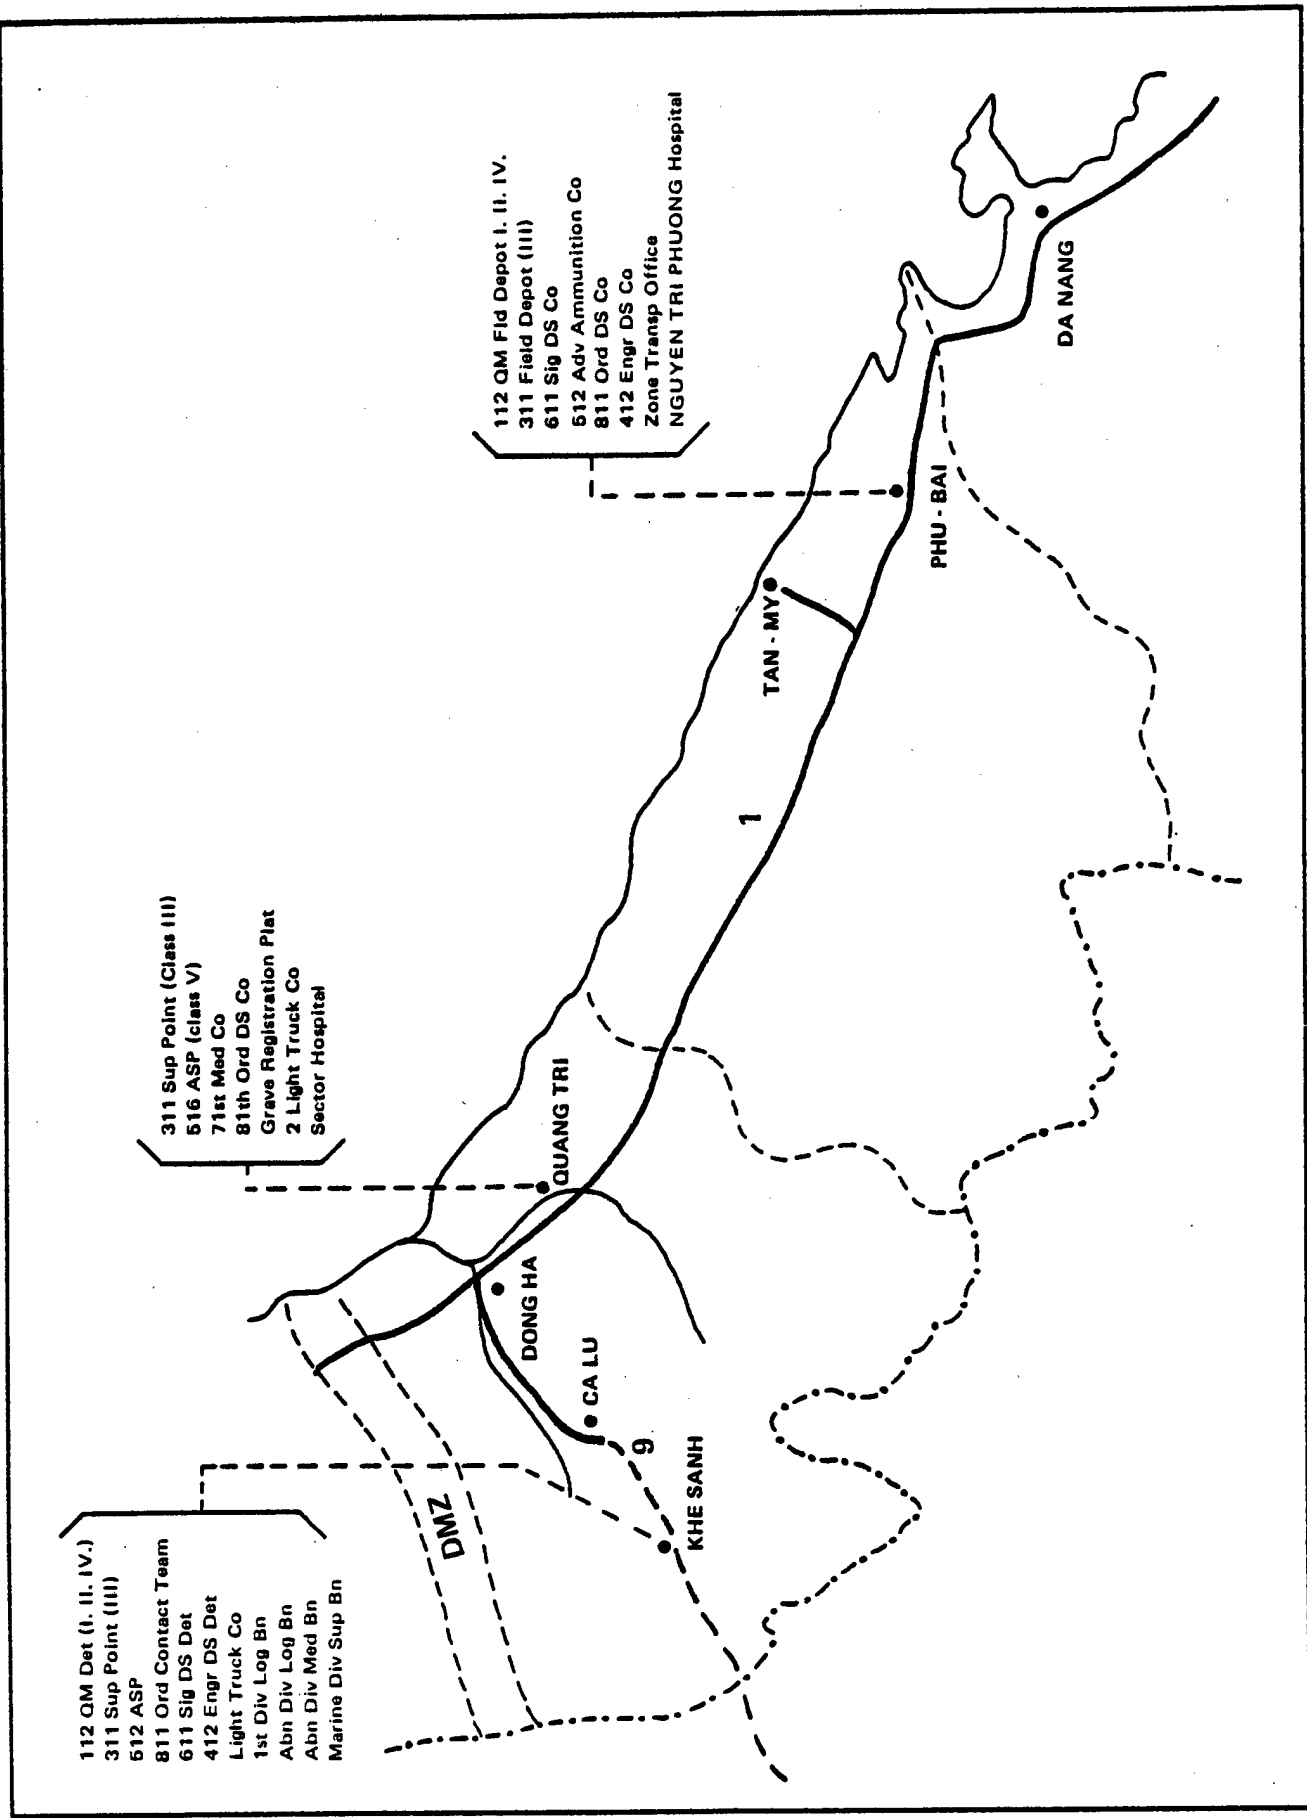 112 QM Det (I. II. IV.)
311 Sup Point (III)
512 ASP
811 Ord Contact Team
611 Sig DS Det
412 Engr DS Det
Light Truck Co
1st Div Log Bn
Abn Div Log Bn
Abn Div Med Bn
Marine Div Sup Bn
311 Sup Point (Class III)
516 ASP (class V)
71st Med Co
81th Ord DS Co
Grave Registration Plat
2 Light Truck Co
Sector Hospital
112 QM Fld Depot I. II. IV.
311 Field Depot (III)
611 Sig DS Co
512 Adv Ammunition Co
811 Ord DS Co
412 Engr DS Co
Zone Transp Office
NGUYEN TRI PHUONG Hospital
DMZ
DONG HA
QUANG TRI
CA LU
9
KHE SANH
1
TAN - MY
PHU - BAI
DA NANG